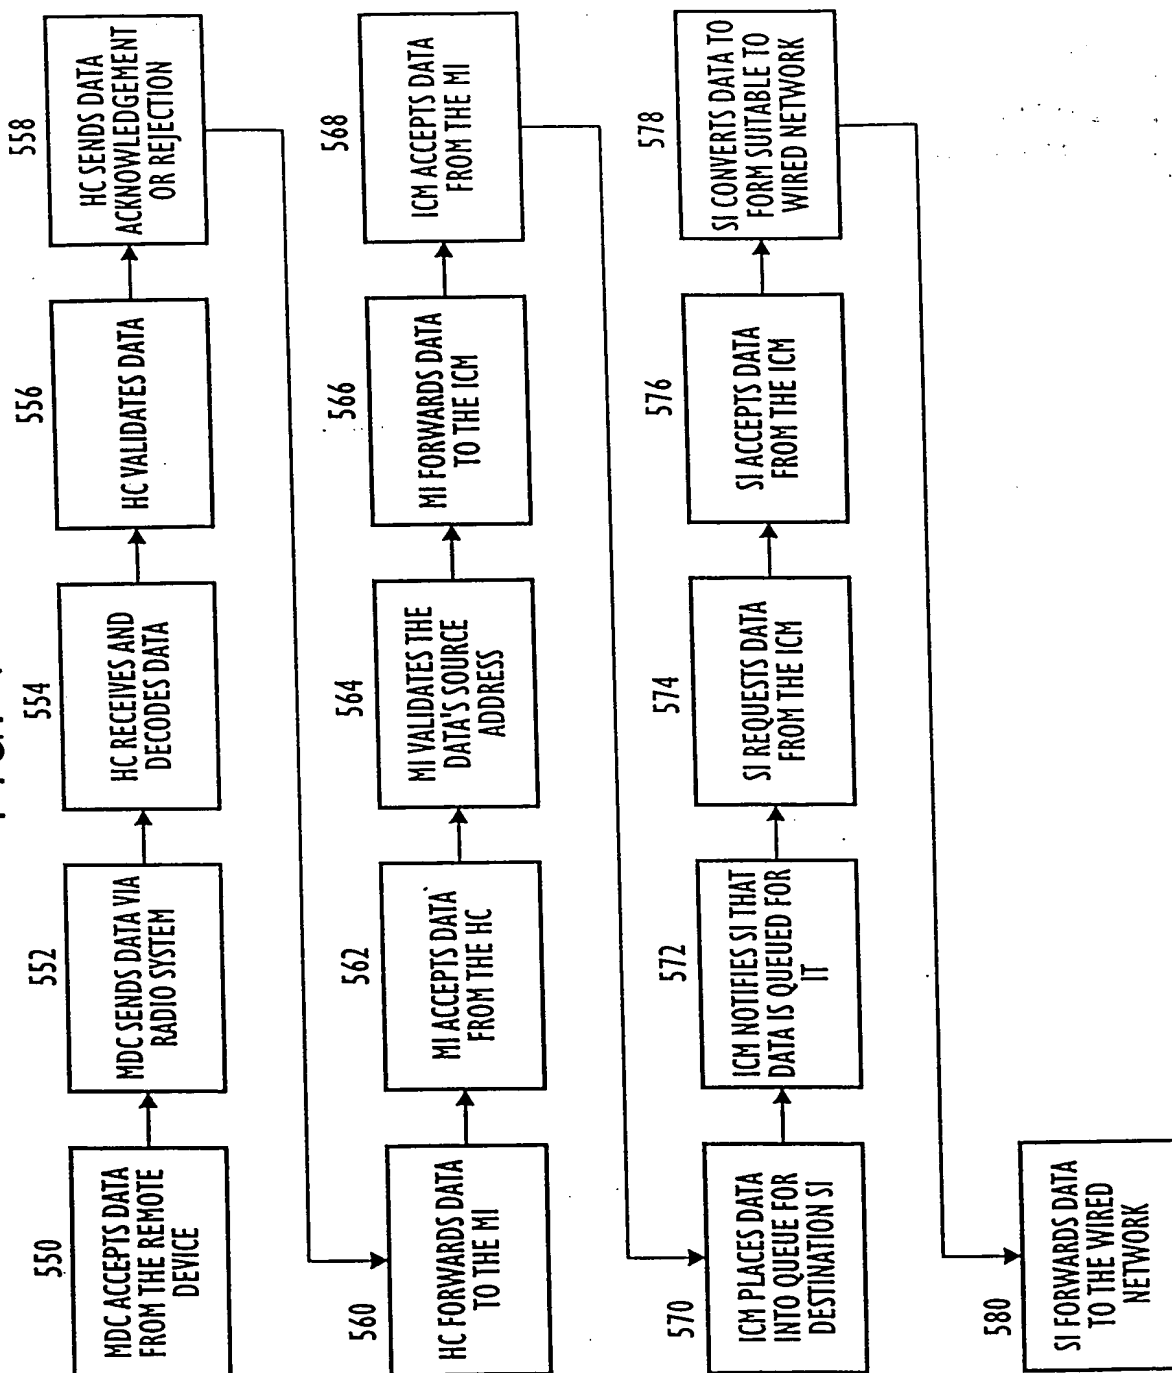 550
MDC ACCEPTS DATA
FROM THE REMOTE
DEVICE
552
MDC SENDS DATA VIA
RADIO SYSTEM
554
HC RECEIVES AND
DECODES DATA
556
HC VALIDATES DATA
558
HC SENDS DATA
ACKNOWLEDGEMENT
OR REJECTION
560
HC FORWARDS DATA
TO THE MI
562
MI ACCEPTS DATA
FROM THE HC
564
MI VALIDATES THE
DATA'S SOURCE
ADDRESS
566
MI FORWARDS DATA
TO THE ICM
568
ICM ACCEPTS DATA
FROM THE MI
570
ICM PLACES DATA
INTO QUEUE FOR
DESTINATION SI
572
ICM NOTIFIES SI THAT
DATA IS QUEUED FOR
IT
574
SI REQUESTS DATA
FROM THE ICM
576
SI ACCEPTS DATA
FROM THE ICM
578
SI CONVERTS DATA TO
FORM SUITABLE TO
WIRED NETWORK
580
SI FORWARDS DATA
TO THE WIRED
NETWORK